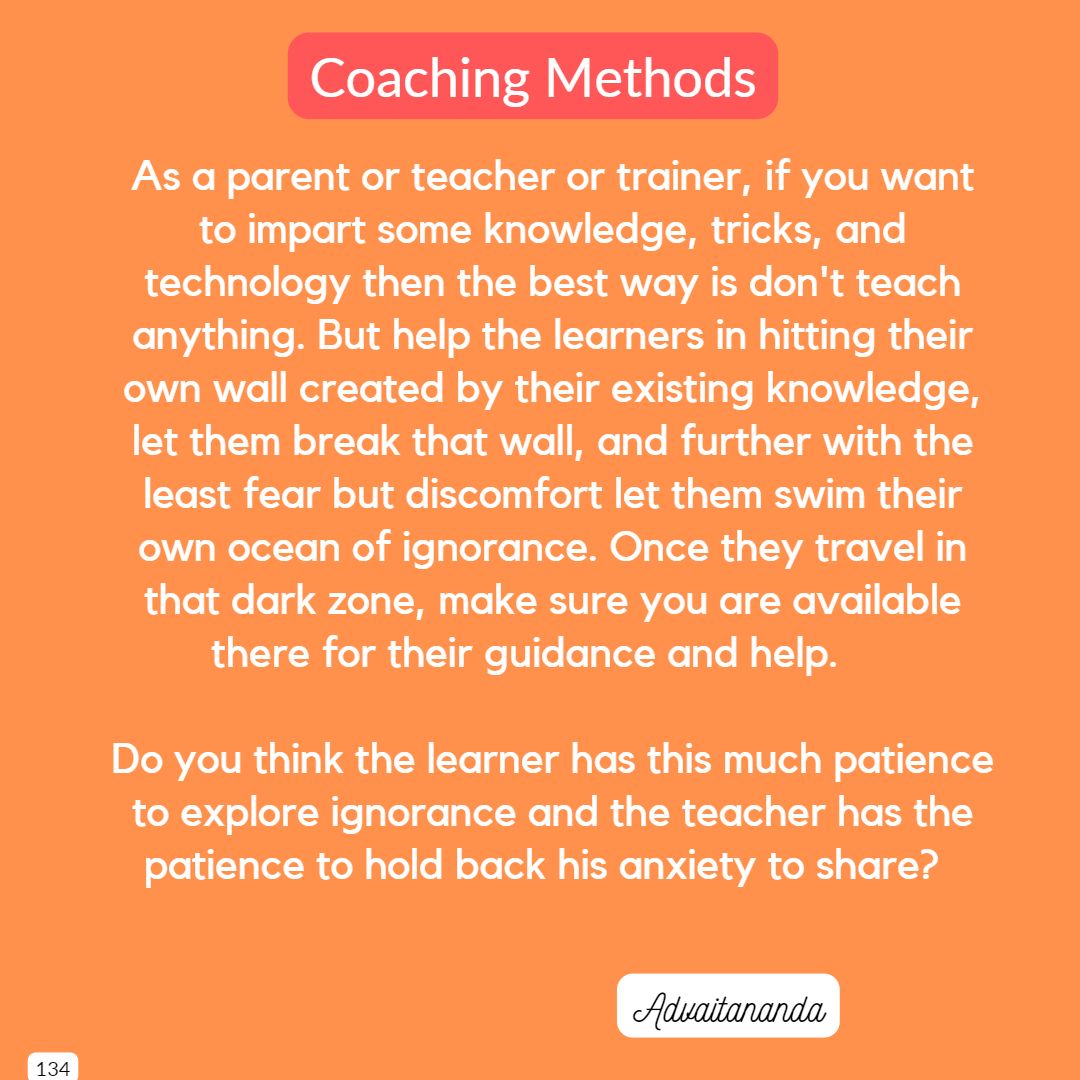 Coaching Methods
As a parent or teacher or trainer, if you want
to impart some knowledge, tricks, and
technology then the best way is don't teach
anything. But help the learners in hitting their
own wall created by their existing knowledge,
let them break that wall, and further with the
least fear but discomfort let them swim their
own ocean of ignorance. Once they travel in
that dark zone, make sure you are available
there for their guidance and help.
Do you think the learner has this much patience
to explore ignorance and the teacher has the
patience to hold back his anxiety to share?
Advaitananda
134